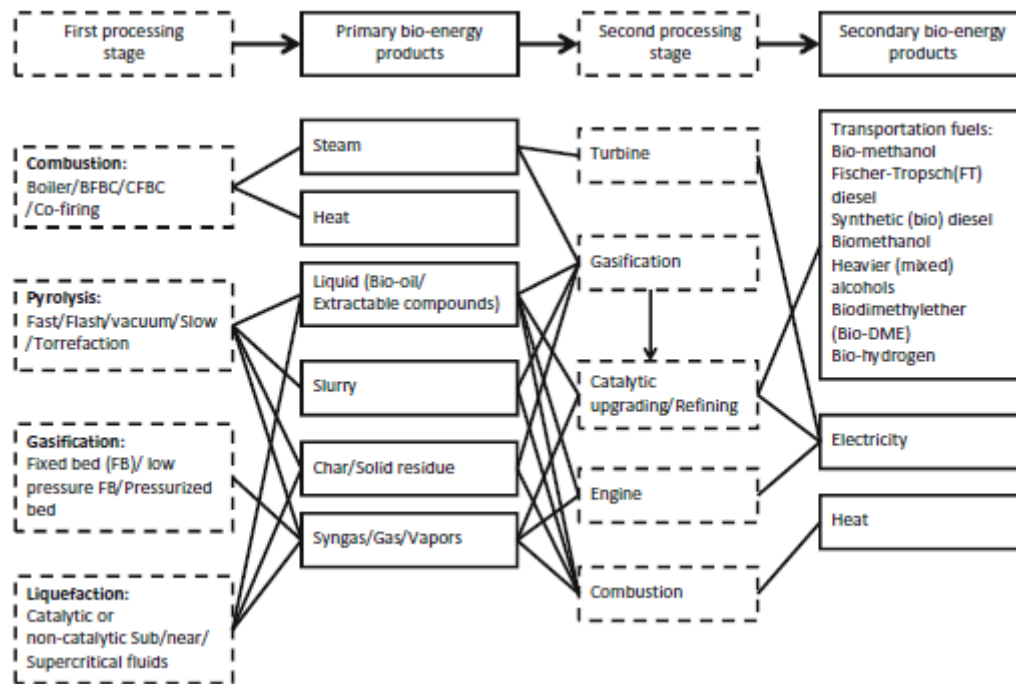 First processing
stage
Primary bio-energy
products
Second processing
stage
Secondary bio-energy
products
Combustion:
Boiler/BFBC/CFBC
/Co-firing
Pyrolysis:
Fast/Flash/vacuum/Slow
/Torrefaction
Gasification:
Fixed bed (FB)/ low
pressure FB/Pressurized
bed
Liquefaction:
Catalytic or
non-catalytic Sub/near/
Supercritical fluids
Steam
Heat
Liquid (Bio-oil/
Extractable compounds)
Slurry
Char/Solid residue
Syngas/Gas/Vapors
Turbine
Gasification
Catalytic
upgrading/Refining
Engine
Combustion
Transportation fuels:
Bio-methanol
Fischer-Tropsch(FT)
diesel
Synthetic (bio) diesel
Biomethanol
Heavier (mixed)
alcohols
Biodimethylether
(Bio-DME)
Bio-hydrogen
Electricity
Heat